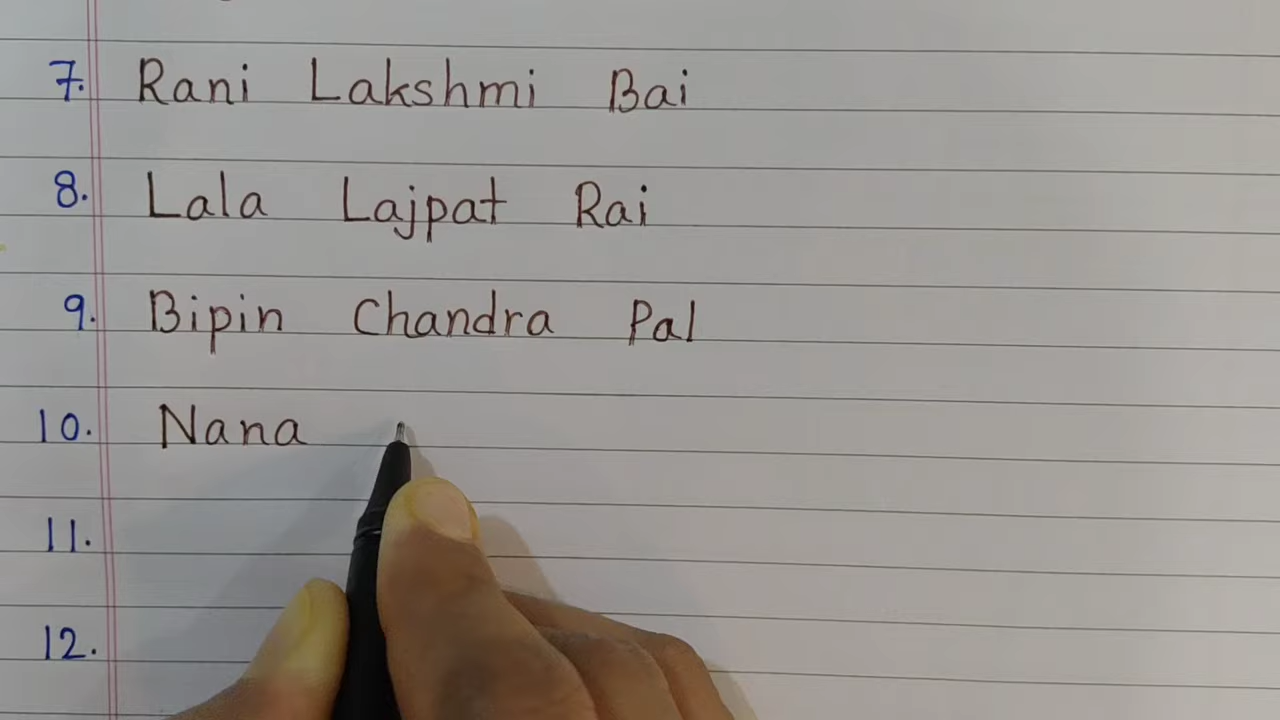 7. Rani Lakshmi Bai
8. Lala Lajpat Rai
9. Bipin Chandra Pal
10. Nana
11.
12.